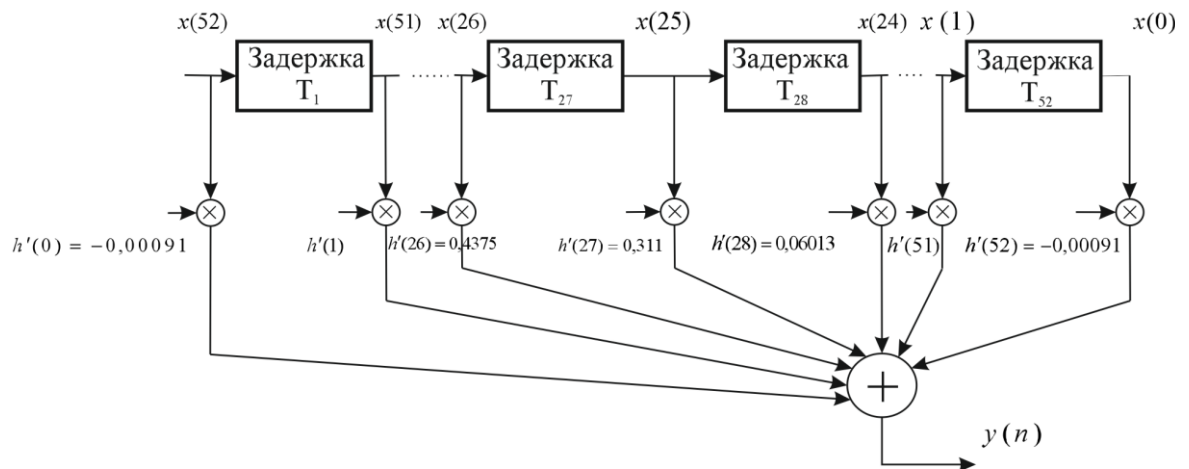 x(52) x(51) x(26) x(25) x(24) x(1) x(0)
Задержка
T₁
Задержка
T₂₇
Задержка
T₂₈
Задержка
T₅₂
h'(0) = −0,00091 h'(1) h'(26) = 0,4375 h'(27) = 0,311 h'(28) = 0,06013 h'(51) h'(52) = −0,00091
y(n)